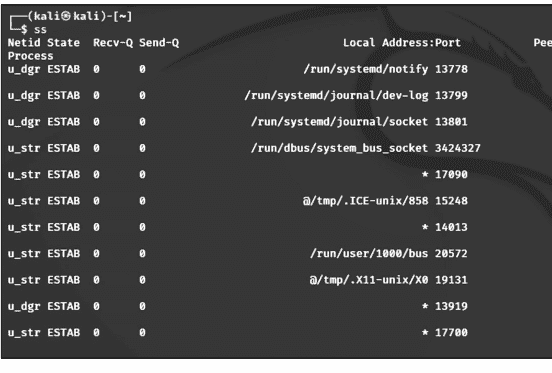 ┌──(kali㉿kali)-[~]
└─$ ss
Netid State Recv-Q Send-Q Local Address:Port Pee
Process
u_dgr ESTAB 0 0 /run/systemd/notify 13778
u_dgr ESTAB 0 0 /run/systemd/journal/dev-log 13799
u_dgr ESTAB 0 0 /run/systemd/journal/socket 13801
u_str ESTAB 0 0 /run/dbus/system_bus_socket 3424327
u_str ESTAB 0 0 * 17090
u_str ESTAB 0 0 @/tmp/.ICE-unix/858 15248
u_str ESTAB 0 0 * 14013
u_str ESTAB 0 0 /run/user/1000/bus 20572
u_str ESTAB 0 0 @/tmp/.X11-unix/X0 19131
u_dgr ESTAB 0 0 * 13919
u_str ESTAB 0 0 * 17700